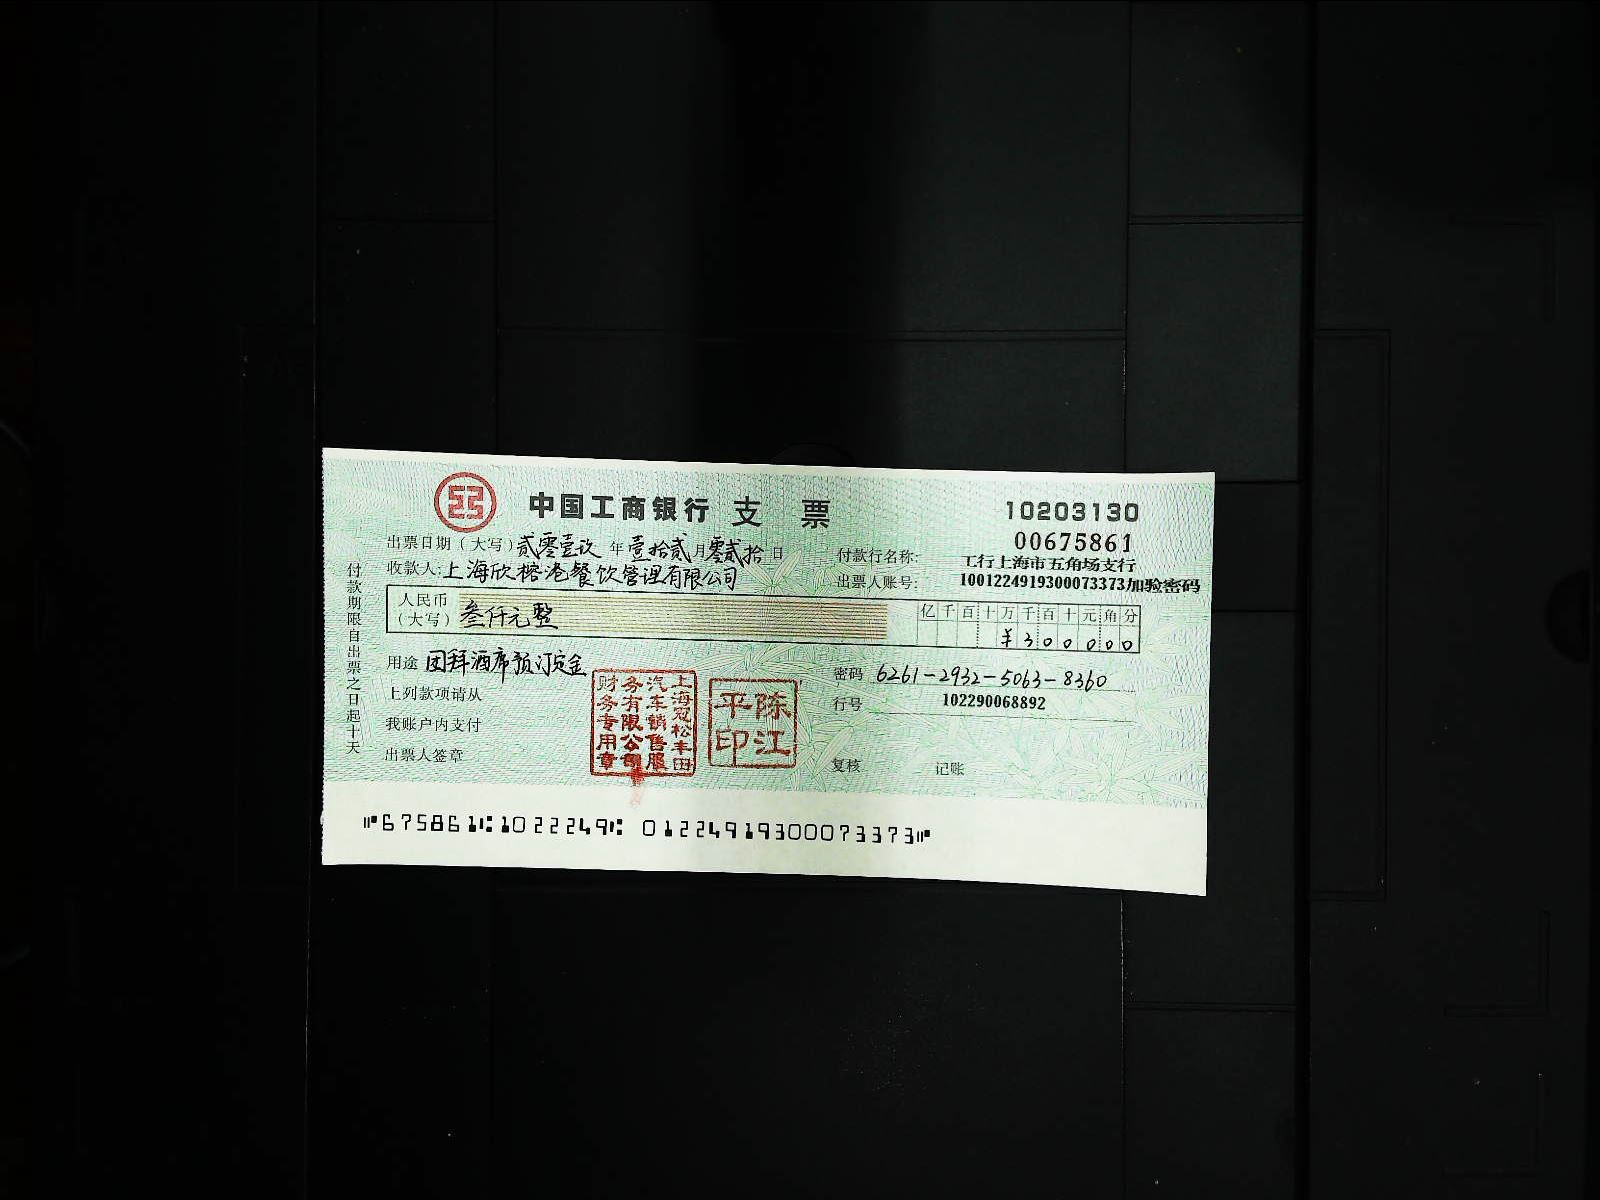 中国工商银行 支 票
10203130
00675861
出票日期（大写）贰零壹玖 年 壹拾贰 月 零贰拾 日
付款行名称: 工行上海市五角场支行
收款人: 上海欣榕港餐饮管理有限公司
出票人账号: 1001224919300073373加验密码
人民币（大写）叁仟元整
亿千百十万千百十元角分
¥300000
用途 团拜酒席预订定金
密码 6261-2932-5063-8360
上列款项请从
行号 102290068892
我账户内支付
出票人签章
复核 记账
付款期限自出票之日起十天
上海冠松丰田
汽车销售服
务有限公司
财务专用章
陈江
平印
⑈675861⑆1022249⑆ 01224919300073373⑈